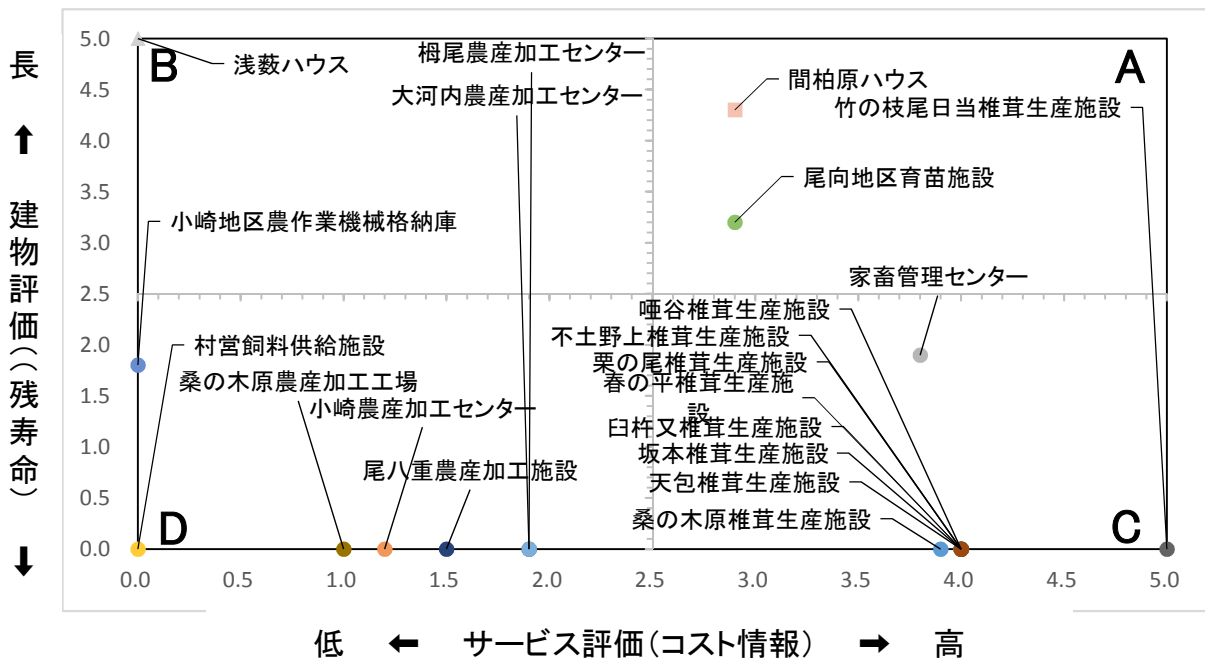 長
↑
建物評価((残寿命)
↓
5.0
4.5
4.0
3.5
3.0
2.5
2.0
1.5
1.0
0.5
0.0
B
A
D
C
浅薮ハウス
栂尾農産加工センター
大河内農産加工センター
間柏原ハウス
竹の枝尾日当椎茸生産施設
尾向地区育苗施設
小崎地区農作業機械格納庫
家畜管理センター
唖谷椎茸生産施設
不土野上椎茸生産施設
栗の尾椎茸生産施設
春の平椎茸生産施
設
臼杵又椎茸生産施設
坂本椎茸生産施設
天包椎茸生産施設
桑の木原椎茸生産施設
村営飼料供給施設
桑の木原農産加工工場
小崎農産加工センター
尾八重農産加工施設
0.0 0.5 1.0 1.5 2.0 2.5 3.0 3.5 4.0 4.5 5.0
低 ← サービス評価(コスト情報) → 高